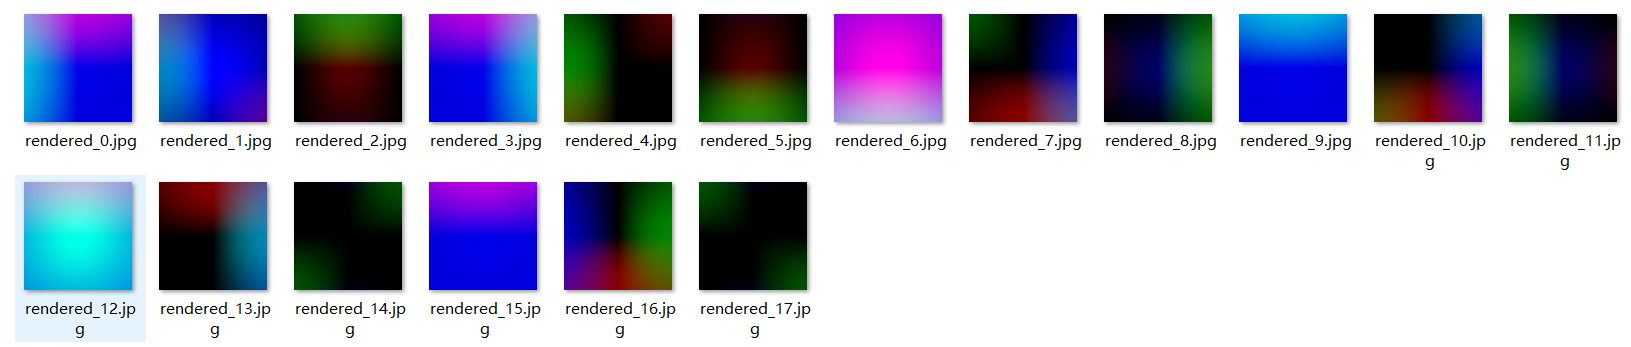 rendered_0.jpg rendered_1.jpg rendered_2.jpg rendered_3.jpg rendered_4.jpg rendered_5.jpg rendered_6.jpg rendered_7.jpg rendered_8.jpg rendered_9.jpg rendered_10.jp rendered_11.jp
g g
rendered_12.jp rendered_13.jp rendered_14.jp rendered_15.jp rendered_16.jp rendered_17.jp
g g g g g g